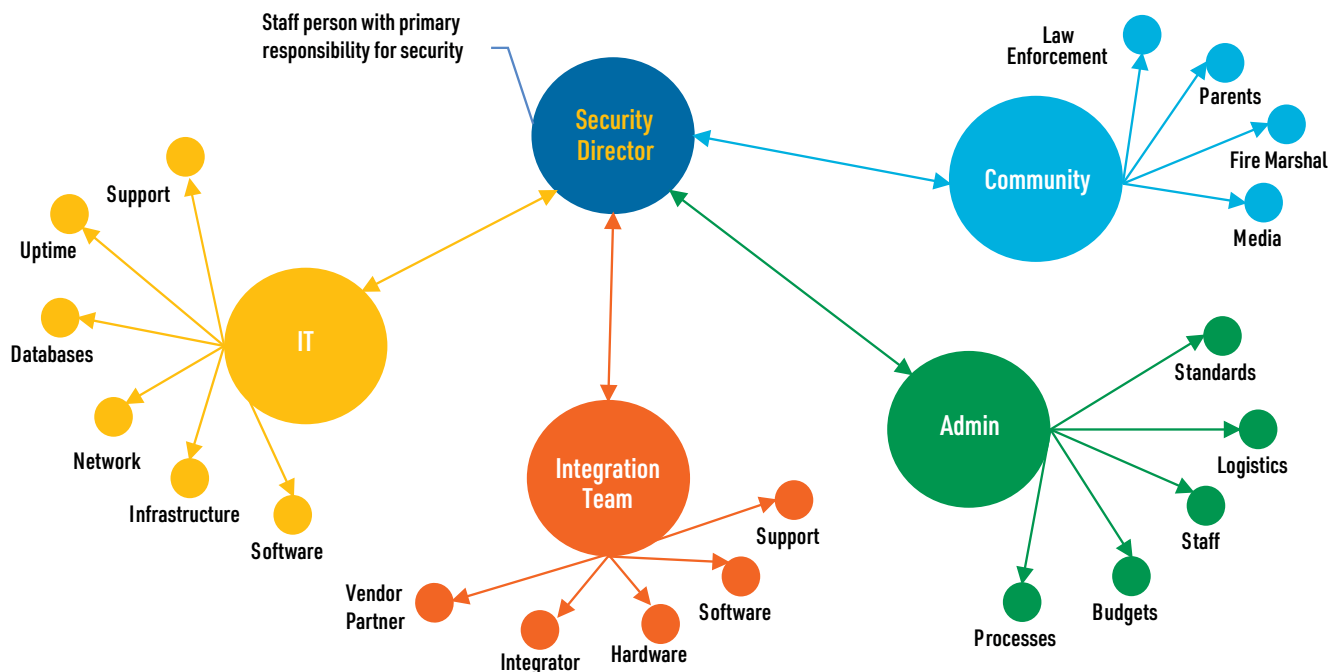 Staff person with primary
responsibility for security
Security
Director
Law
Enforcement
Parents
Fire Marshal
Media
Community
Support
Uptime
Databases
Network
Infrastructure
Software
IT
Integration
Team
Support
Software
Hardware
Integrator
Vendor
Partner
Admin
Standards
Logistics
Staff
Budgets
Processes